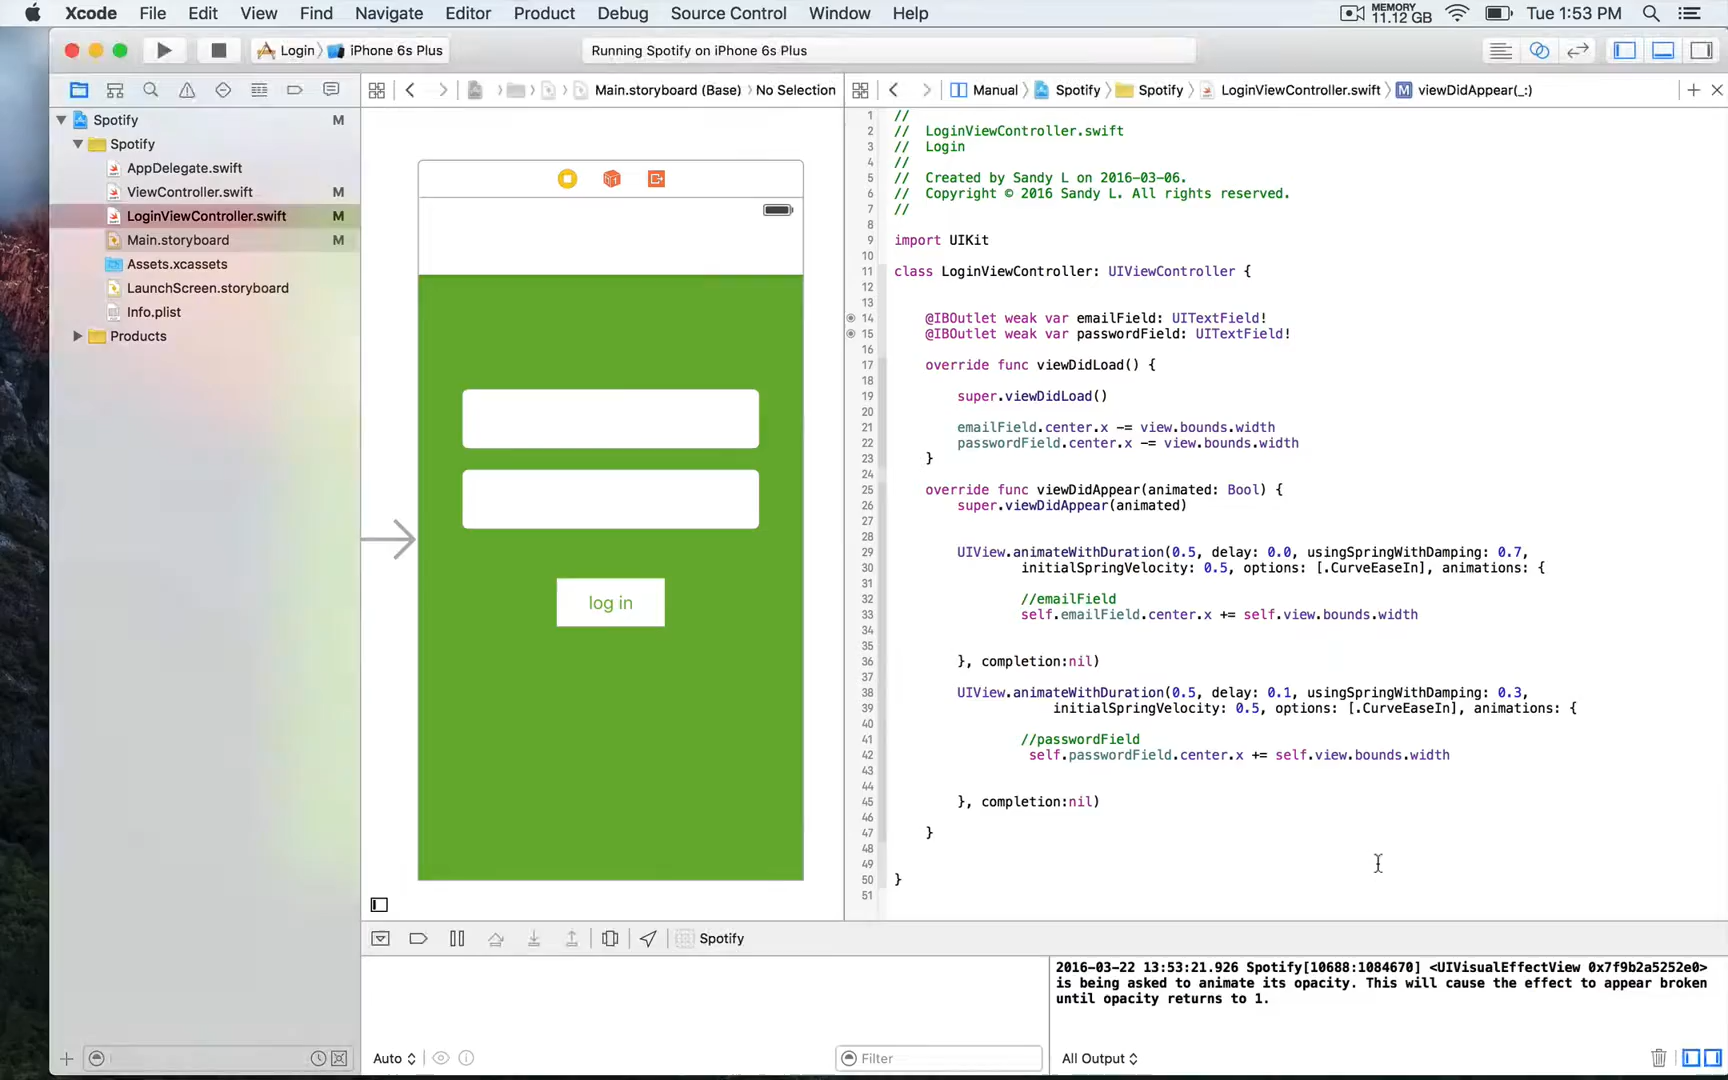 Xcode File Edit View Find Navigate Editor Product Debug Source Control Window Help MEMORY 11.12 GB Tue 1:53 PM
Login iPhone 6s Plus Running Spotify on iPhone 6s Plus
Main.storyboard (Base) No Selection
Manual Spotify Spotify LoginViewController.swift M viewDidAppear(_:)
Spotify M
Spotify
AppDelegate.swift
ViewController.swift M
LoginViewController.swift M
Main.storyboard M
Assets.xcassets
LaunchScreen.storyboard
Info.plist
Products
log in
1 //
2 // LoginViewController.swift
3 // Login
4 //
5 // Created by Sandy L on 2016-03-06.
6 // Copyright © 2016 Sandy L. All rights reserved.
7 //
8
9 import UIKit
10
11 class LoginViewController: UIViewController {
12
13
14 @IBOutlet weak var emailField: UITextField!
15 @IBOutlet weak var passwordField: UITextField!
16
17 override func viewDidLoad() {
18
19 super.viewDidLoad()
20
21 emailField.center.x -= view.bounds.width
22 passwordField.center.x -= view.bounds.width
23 }
24
25 override func viewDidAppear(animated: Bool) {
26 super.viewDidAppear(animated)
27
28
29 UIView.animateWithDuration(0.5, delay: 0.0, usingSpringWithDamping: 0.7,
30 initialSpringVelocity: 0.5, options: [.CurveEaseIn], animations: {
31
32 //emailField
33 self.emailField.center.x += self.view.bounds.width
34
35
36 }, completion:nil)
37
38 UIView.animateWithDuration(0.5, delay: 0.1, usingSpringWithDamping: 0.3,
39 initialSpringVelocity: 0.5, options: [.CurveEaseIn], animations: {
40
41 //passwordField
42 self.passwordField.center.x += self.view.bounds.width
43
44
45 }, completion:nil)
46
47 }
48
49
50 }
51
Spotify
2016-03-22 13:53:21.926 Spotify[10688:1084670] <UIVisualEffectView 0x7f9b2a5252e0>
is being asked to animate its opacity. This will cause the effect to appear broken
until opacity returns to 1.
Auto Filter All Output